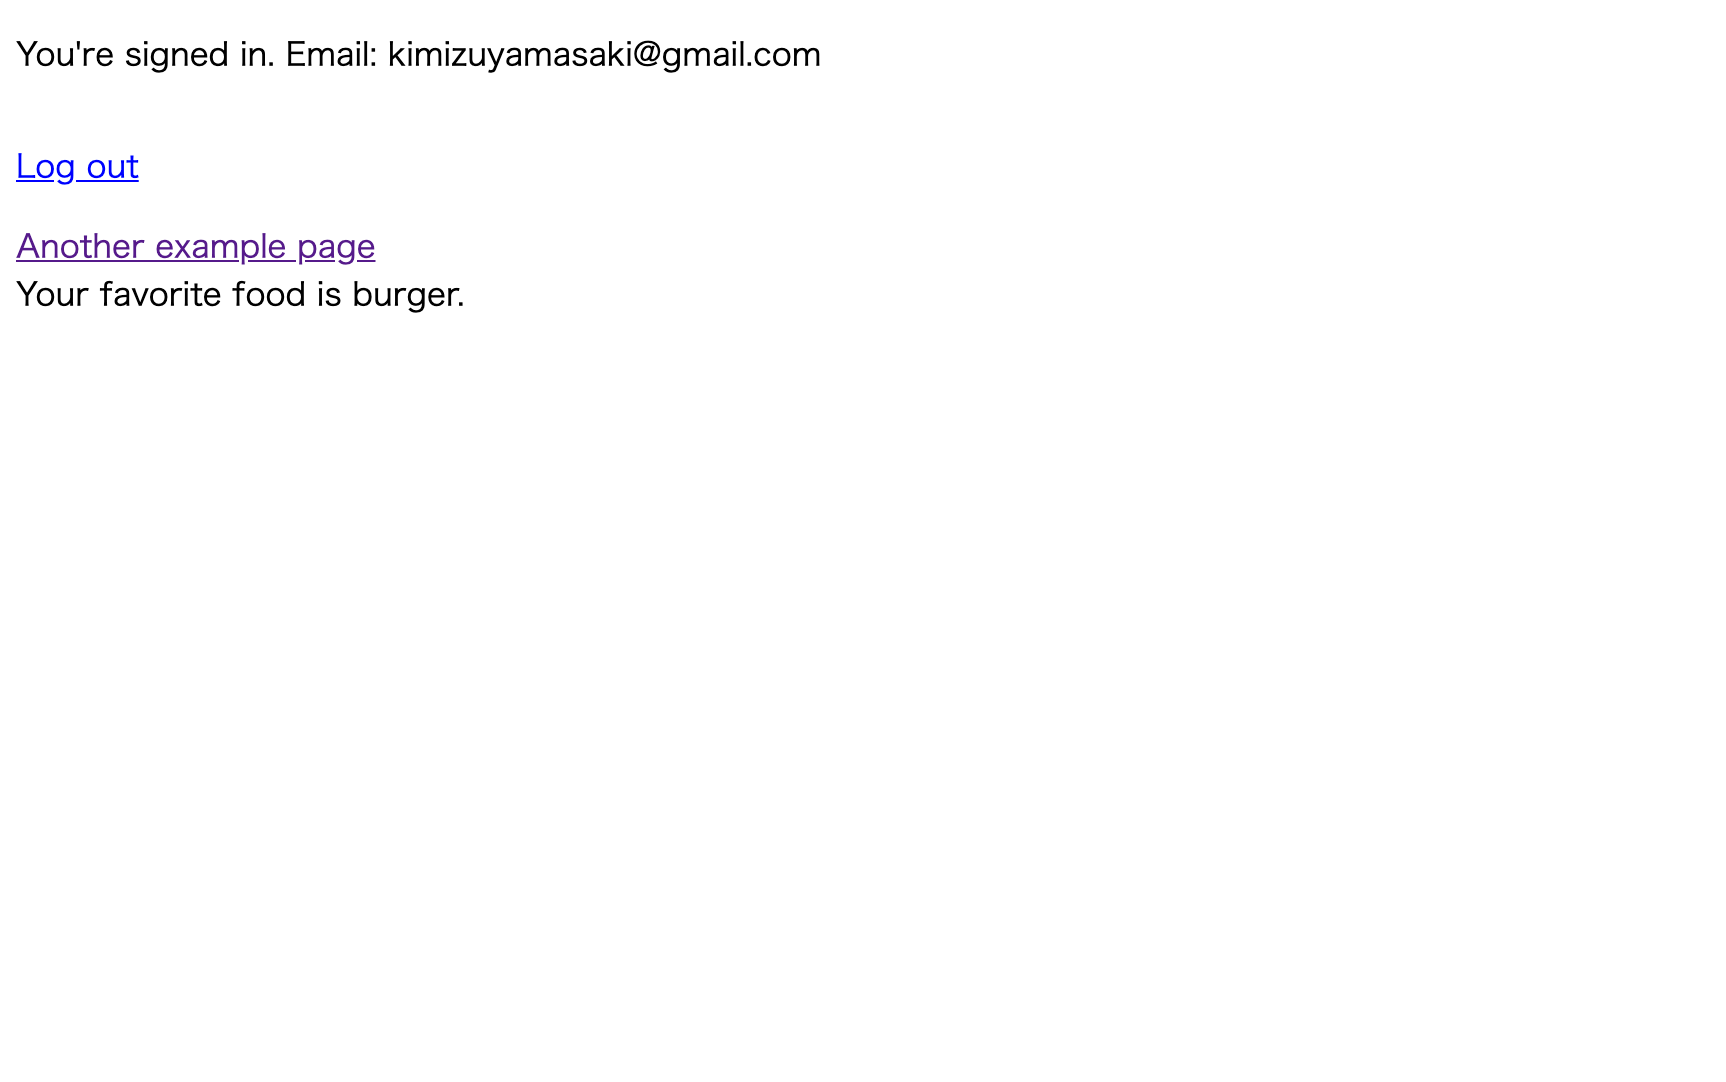 You're signed in. Email: kimizuyamasaki@gmail.com
Log out
Another example page
Your favorite food is burger.